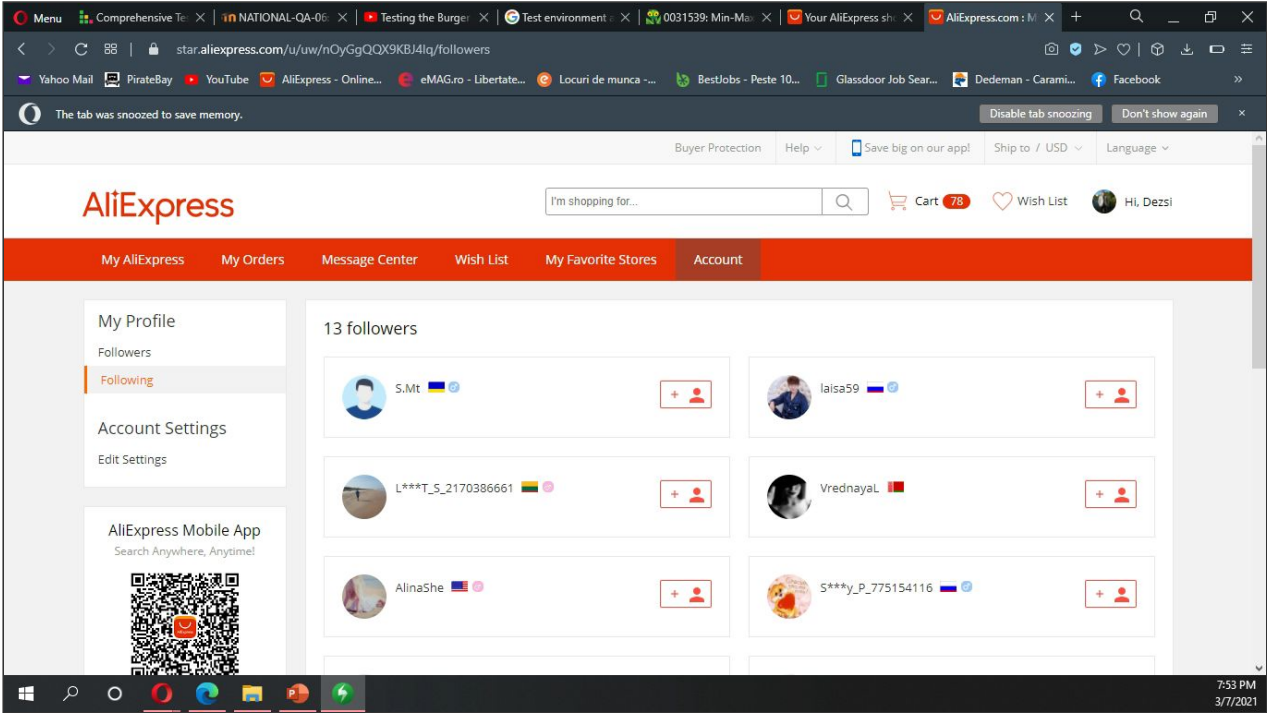 Menu Comprehensive Te: NATIONAL-QA-06: Testing the Burger Google Test environment a 0031539: Min-Max Your AliExpress sho AliExpress.com : M
star.aliexpress.com/u/uw/nOyGgQQX9KBJ4Iq/followers
Yahoo Mail PirateBay YouTube AliExpress - Online... eMAG.ro - Libertate... Locuri de munca -... BestJobs - Peste 10... Glassdoor Job Sear... Dedeman - Carami... Facebook »
The tab was snoozed to save memory. Disable tab snoozing Don't show again
Buyer Protection Help Save big on our app! Ship to / USD Language
AliExpress I'm shopping for... Cart 78 Wish List Hi, Dezsi
My AliExpress My Orders Message Center Wish List My Favorite Stores Account
My Profile
Followers
Following
Account Settings
Edit Settings
AliExpress Mobile App
Search Anywhere, Anytime!
13 followers
S.Mt + laisa59 +
L***T_S_2170386661 + VrednayaL +
AlinaShe + S***y_P_775154116 +
7:53 PM
3/7/2021